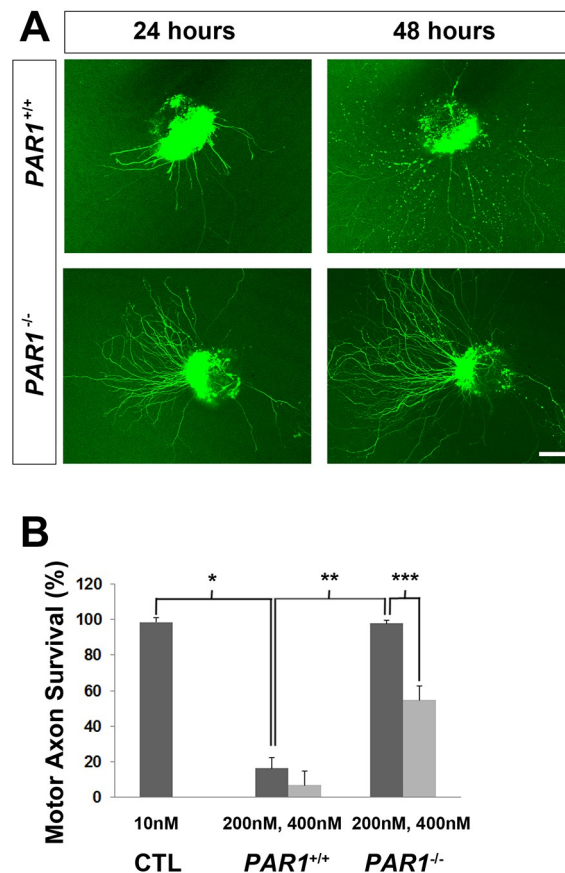 A
24 hours 48 hours
PAR1+/+
PAR1-/-
B
Motor Axon Survival (%)
120
100
80
60
40
20
0
* ** ***
10nM 200nM, 400nM 200nM, 400nM
CTL PAR1+/+ PAR1-/-